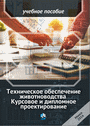 учебное пособие
Техническое обеспечение
животноводства
Курсовое и дипломное
проектирование